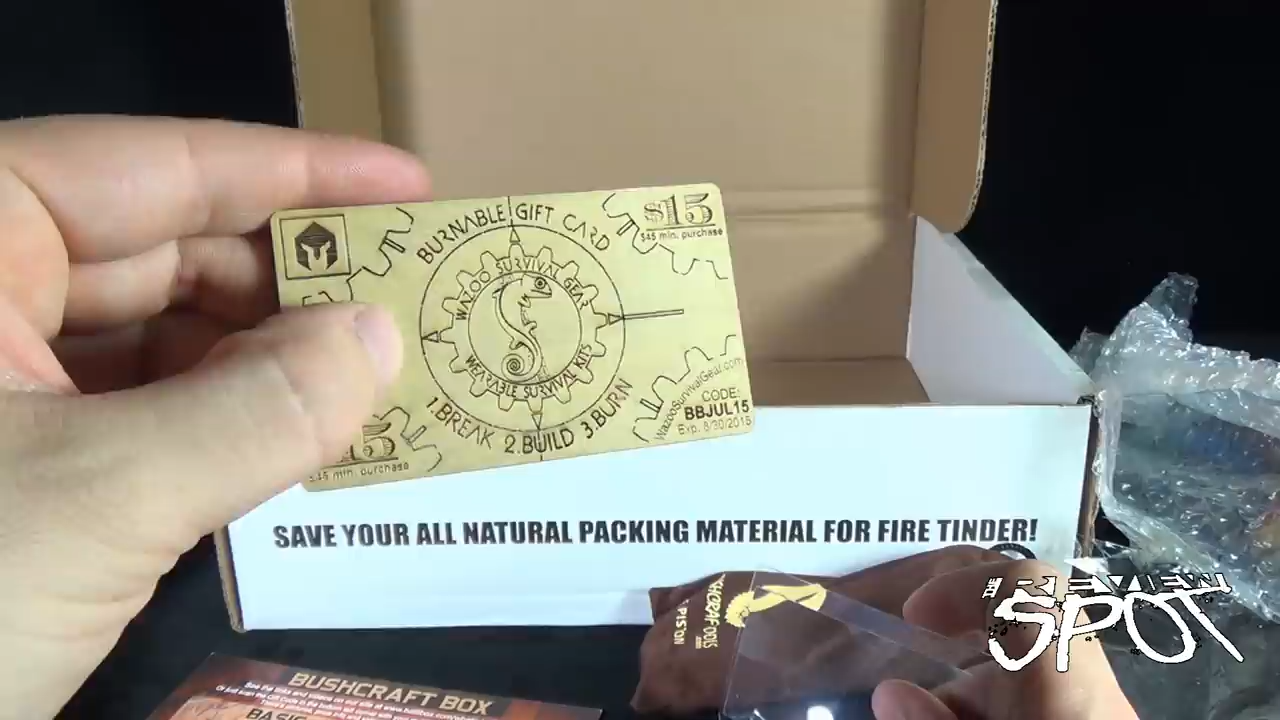 BURNABLE GIFT CARD
$15
$45 min. purchase
WAZOO SURVIVAL GEAR
WEARABLE SURVIVAL KITS
1.BREAK 2.BUILD 3.BURN
WazooSurvivalGear.com
CODE:
BBJUL15
Exp. 8/30/2015
15
$45 min. purchase
SAVE YOUR ALL NATURAL PACKING MATERIAL FOR FIRE TINDER!
BUSHCRAFT BOX
BASIC
THE REVIEW
SPOT